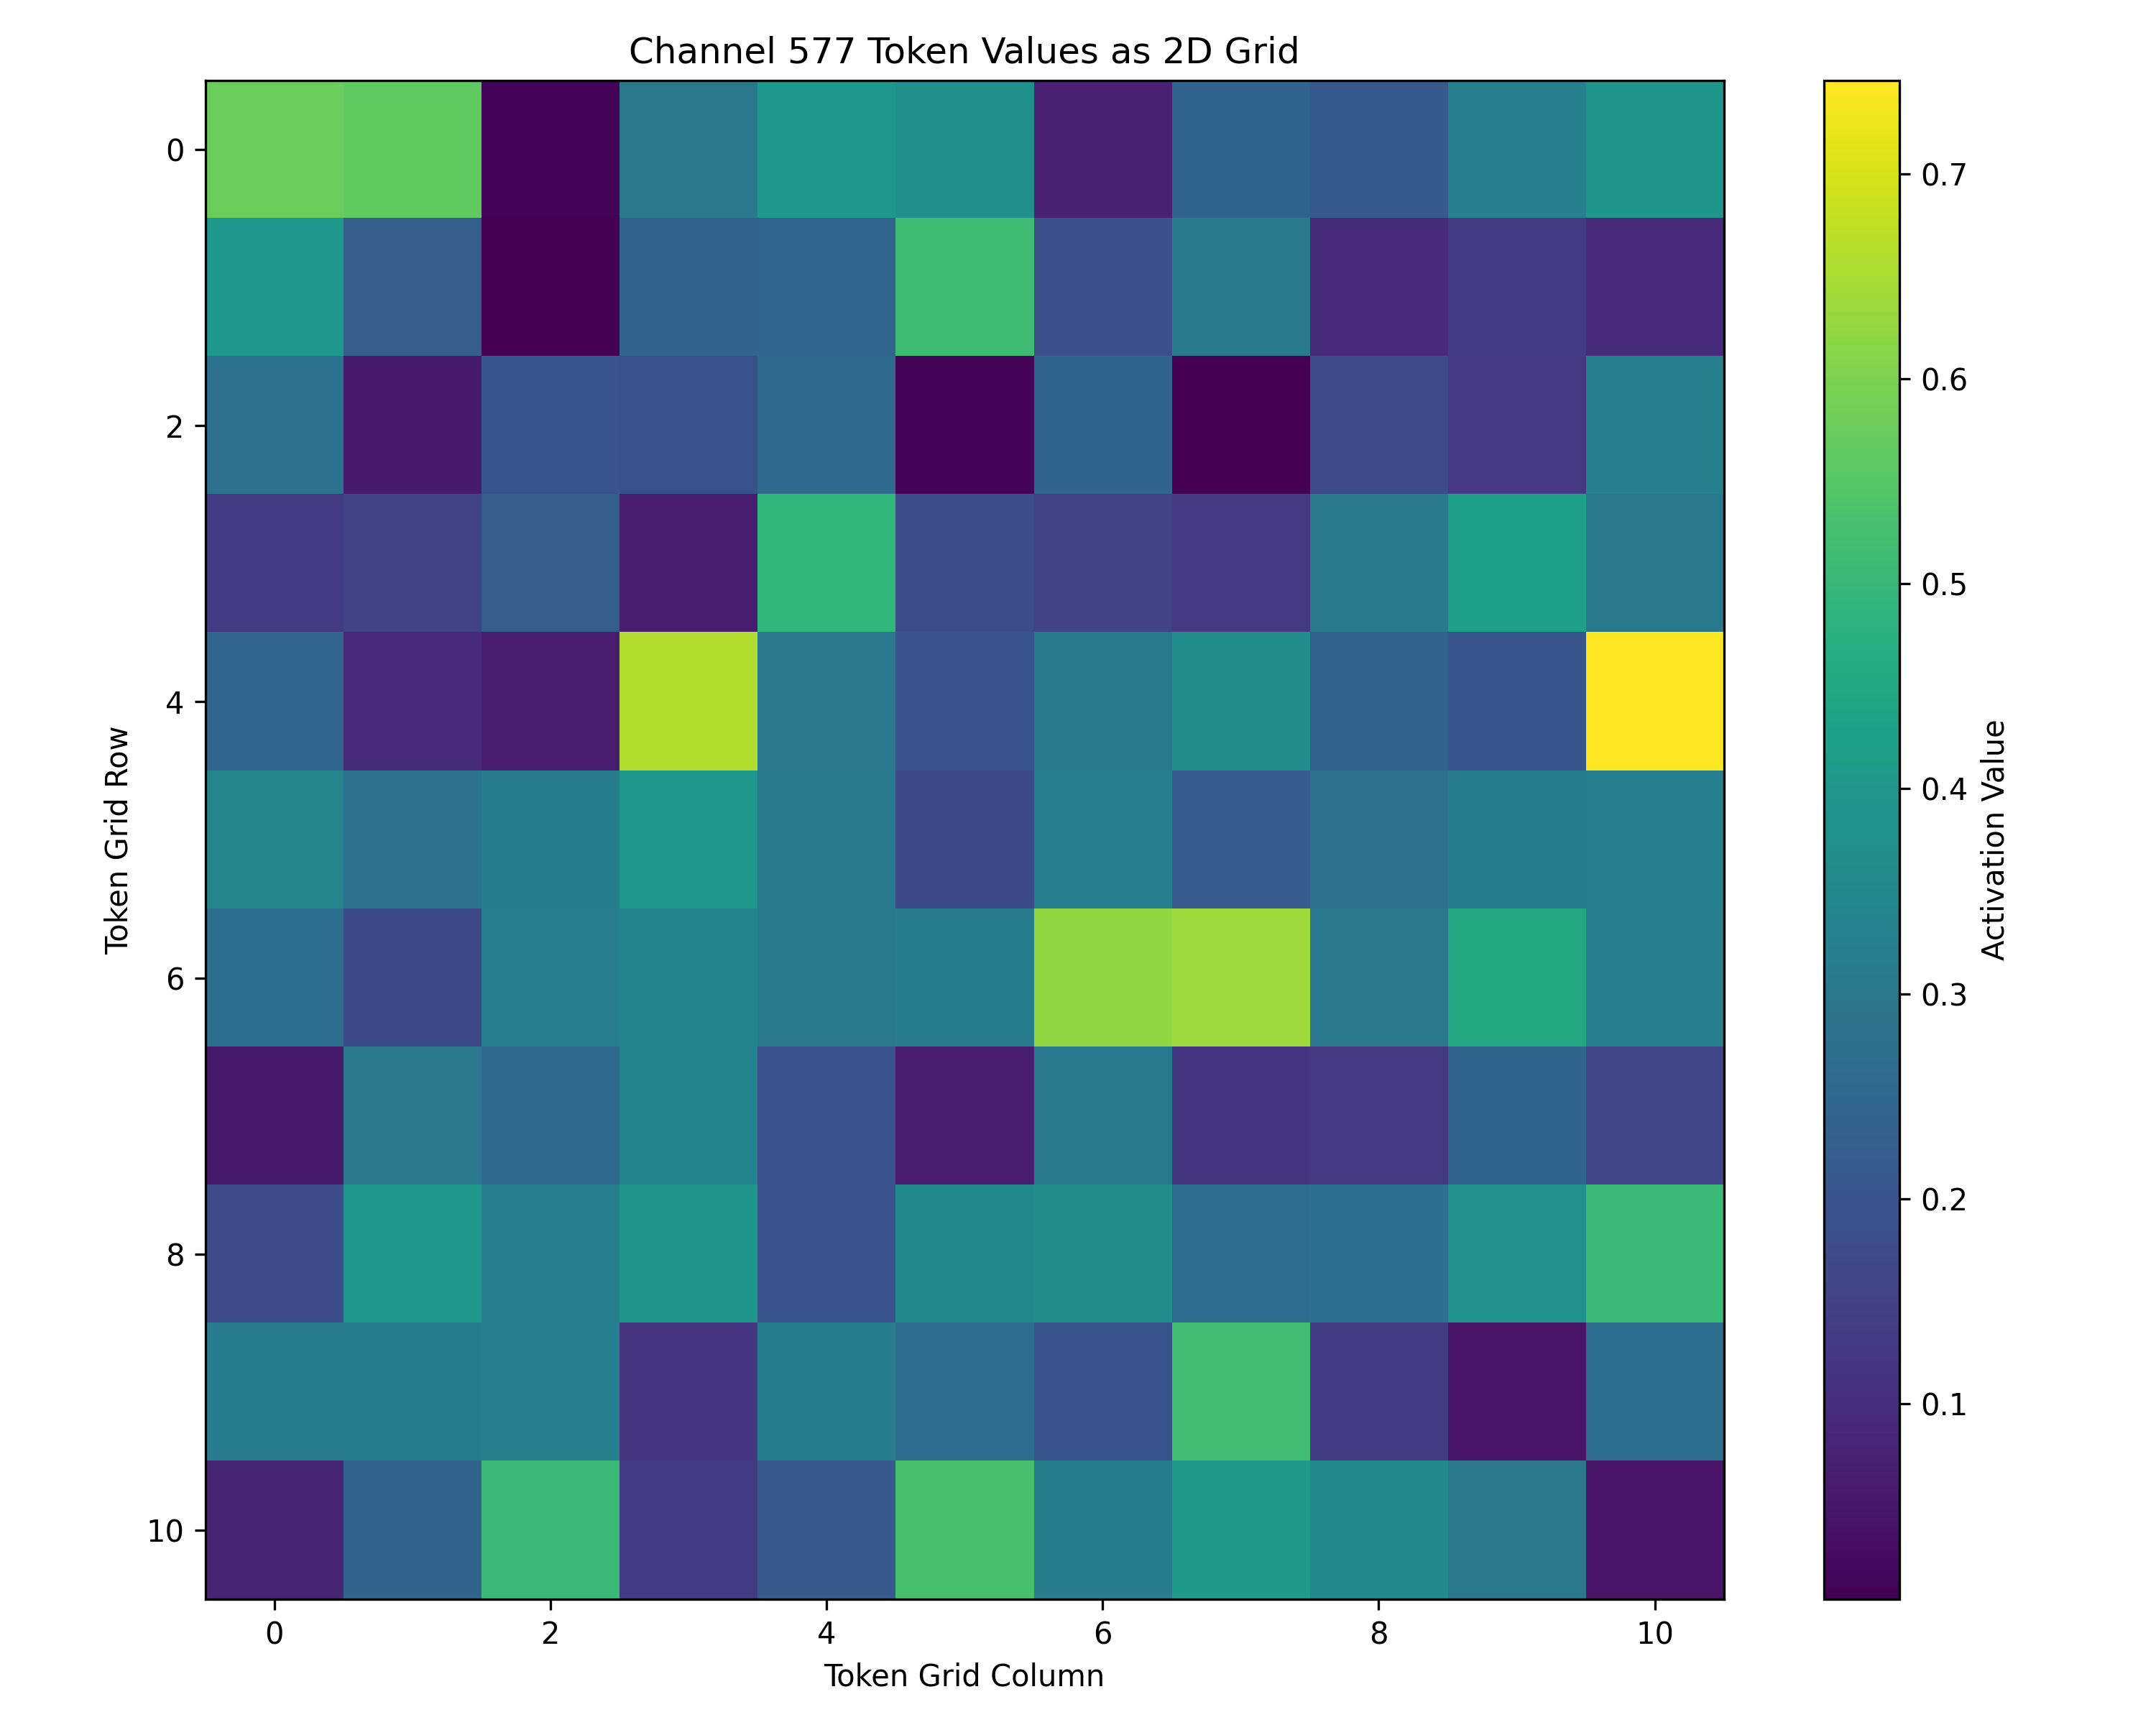 Channel 577 Token Values as 2D Grid
0
2
4
6
8
10
Token Grid Row
0 2 4 6 8 10
Token Grid Column
0.7
0.6
0.5
0.4
0.3
0.2
0.1
Activation Value